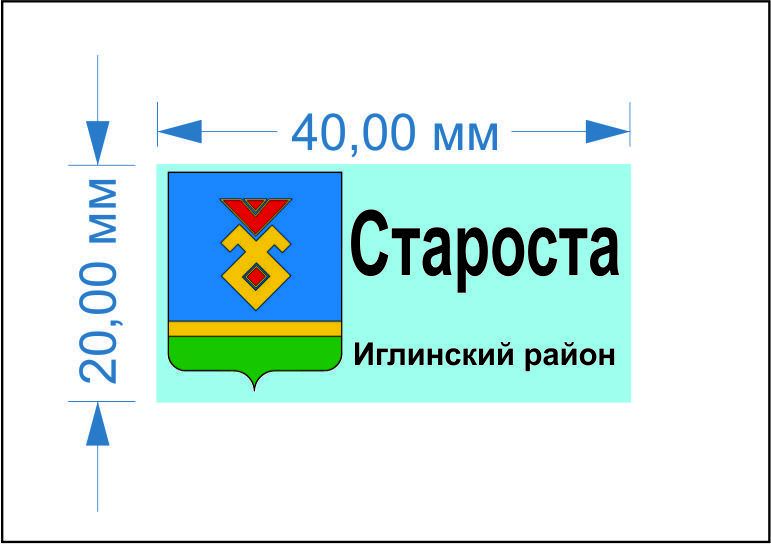 40,00 мм
20,00 мм
Староста
Иглинский район